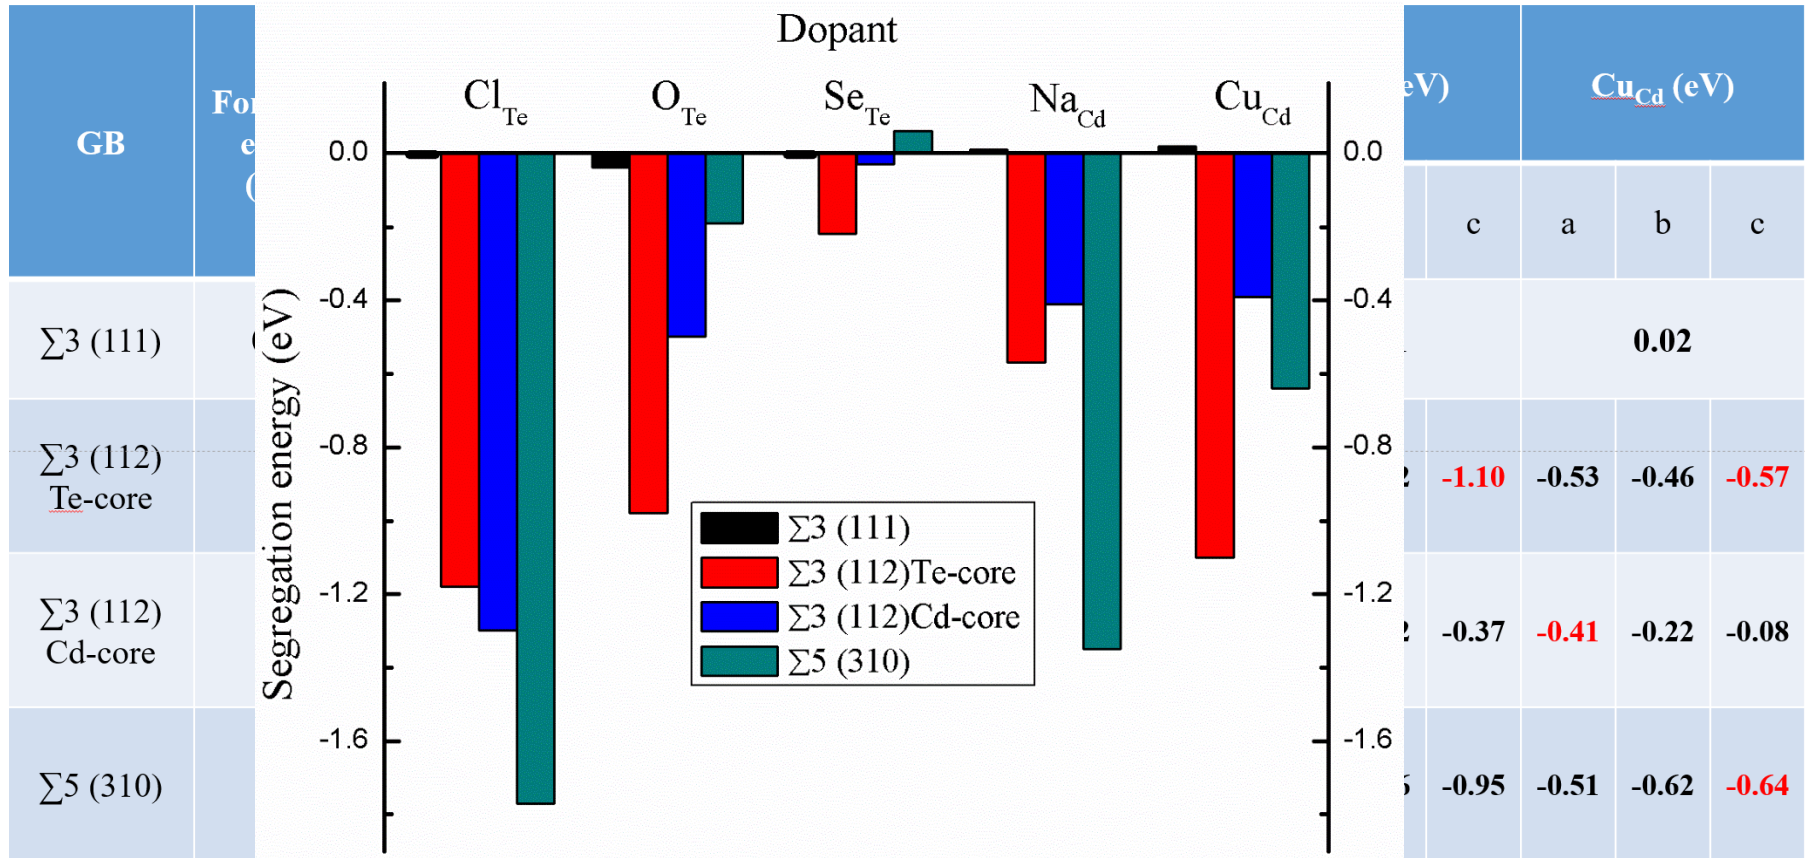 Dopant
Cl_Te O_Te Se_Te Na_Cd Cu_Cd
0.0 0.0
-0.4 -0.4
-0.8 -0.8
-1.2 -1.2
-1.6 -1.6
Segregation energy (eV)
∑3 (111)
∑3 (112)Te-core
∑3 (112)Cd-core
∑5 (310)
GB
Cu_Cd (eV)
c a b c
∑3 (111) 0.02
∑3 (112)
Te-core
-1.10 -0.53 -0.46 -0.57
∑3 (112)
Cd-core
-0.37 -0.41 -0.22 -0.08
∑5 (310) -0.95 -0.51 -0.62 -0.64